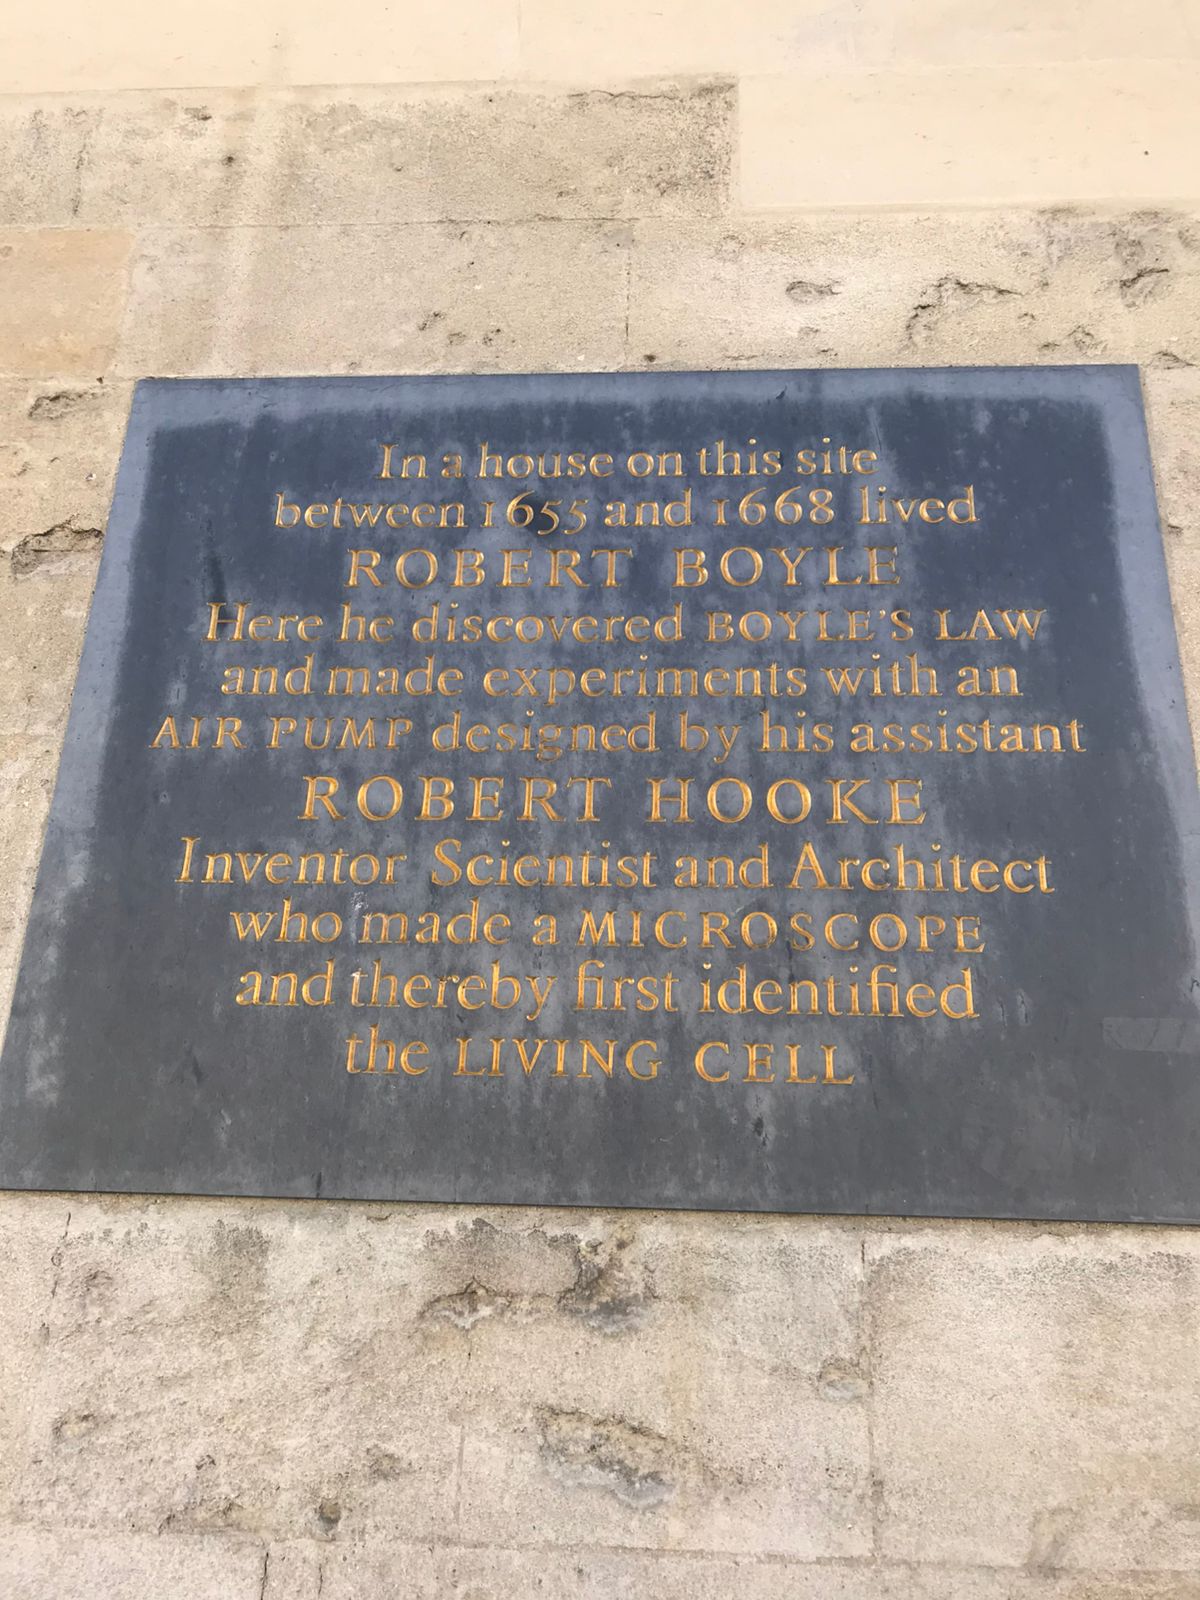 In a house on this site
between 1655 and 1668 lived
ROBERT BOYLE
Here he discovered BOYLE'S LAW
and made experiments with an
AIR PUMP designed by his assistant
ROBERT HOOKE
Inventor Scientist and Architect
who made a MICROSCOPE
and thereby first identified
the LIVING CELL